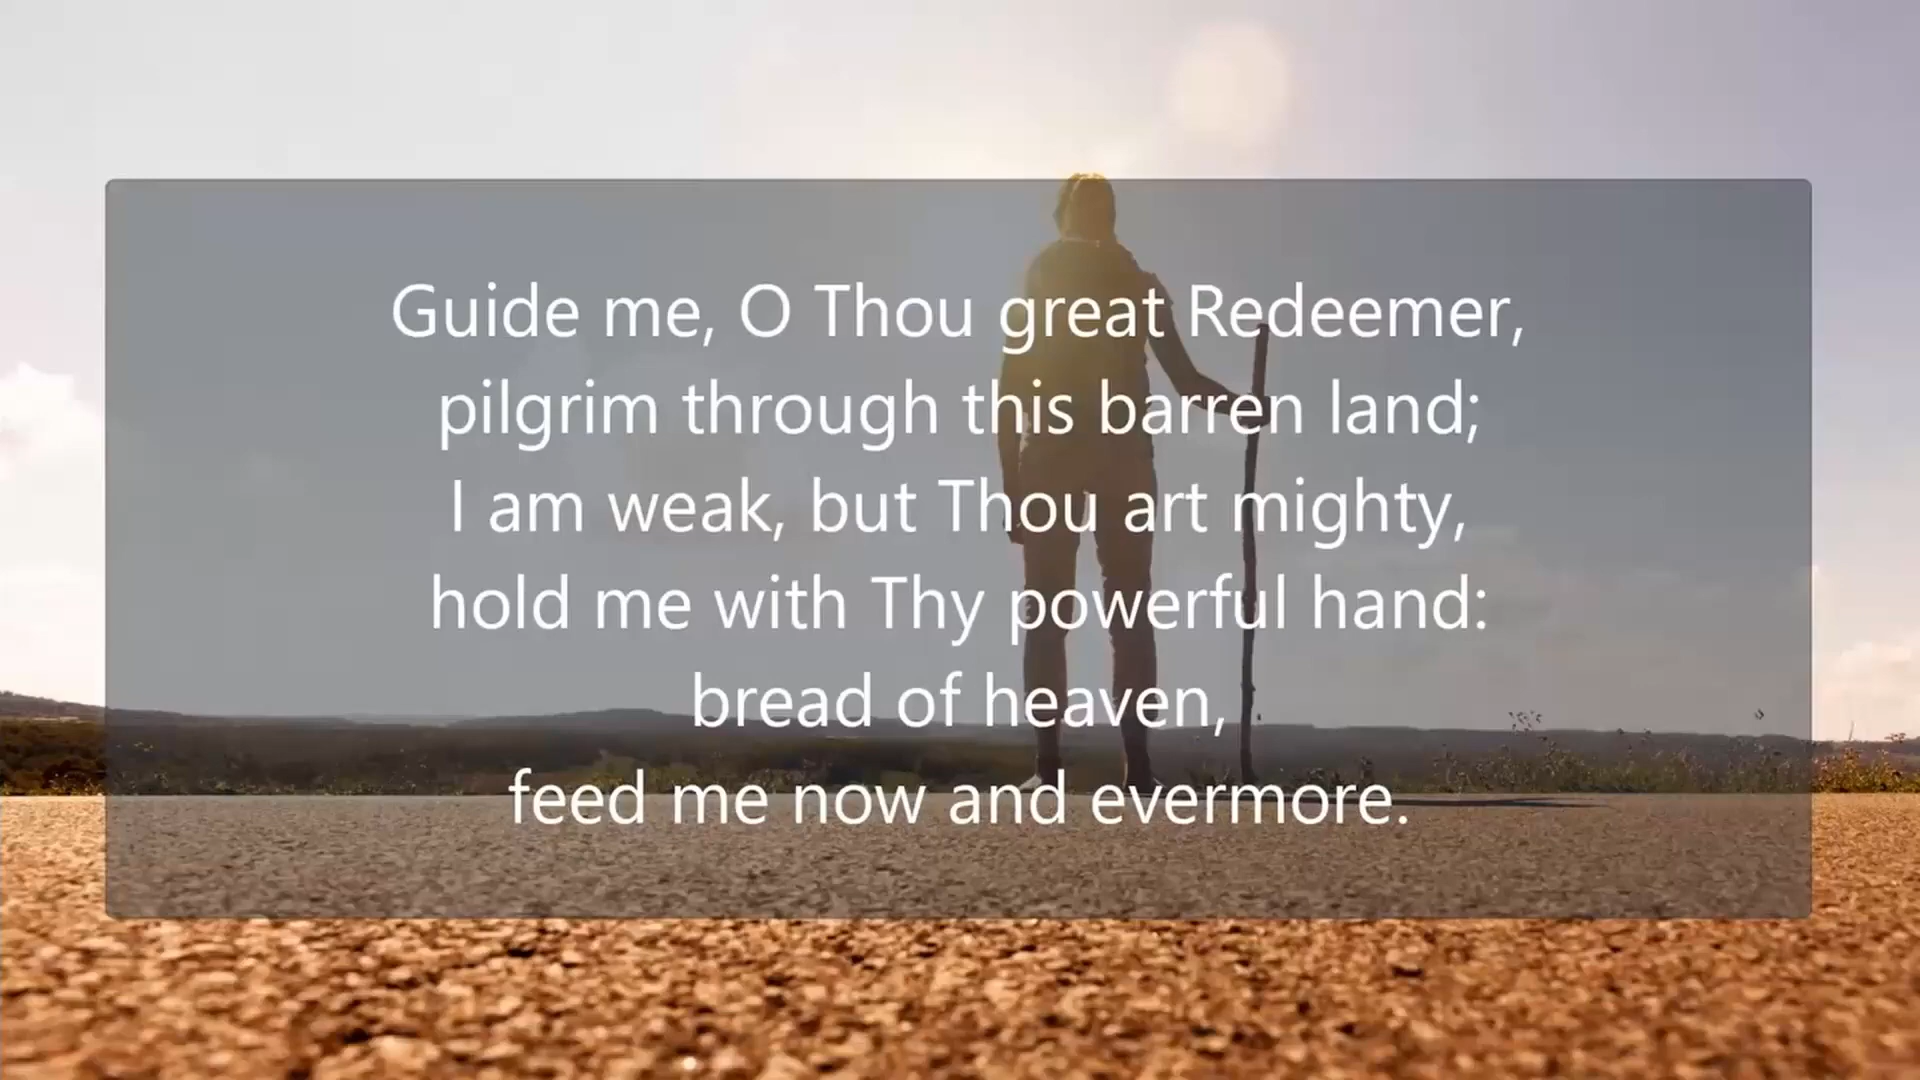 Guide me, O Thou great Redeemer,
pilgrim through this barren land;
I am weak, but Thou art mighty,
hold me with Thy powerful hand:
bread of heaven,
feed me now and evermore.